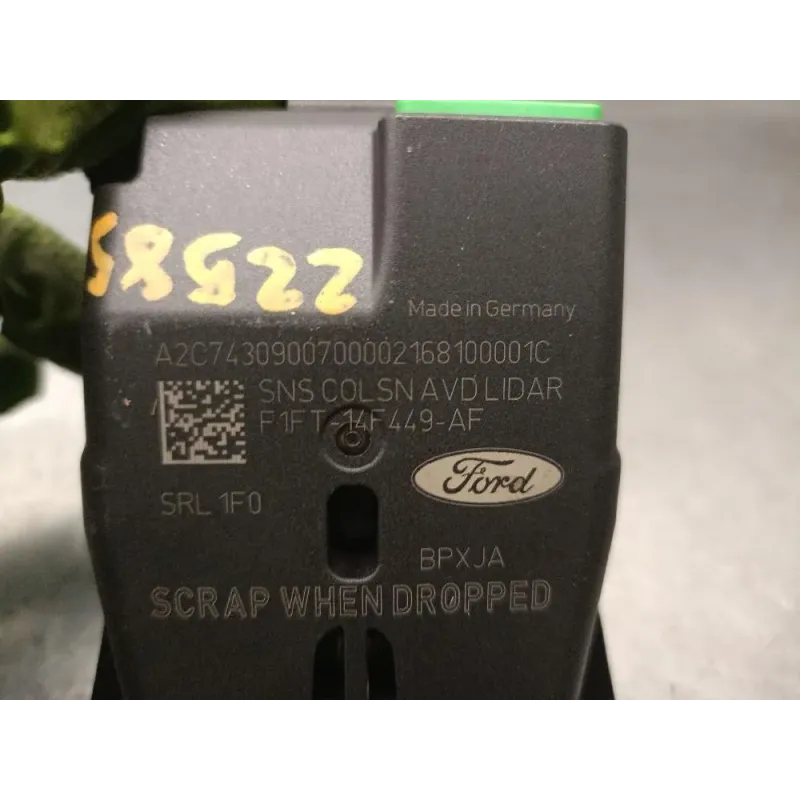 58522
Made in Germany
A2C7430900700002168100001C
SNS COLSN AVD LIDAR
F1FT-14F449-AF
Ford
SRL 1F0
BPXJA
SCRAP WHEN DROPPED